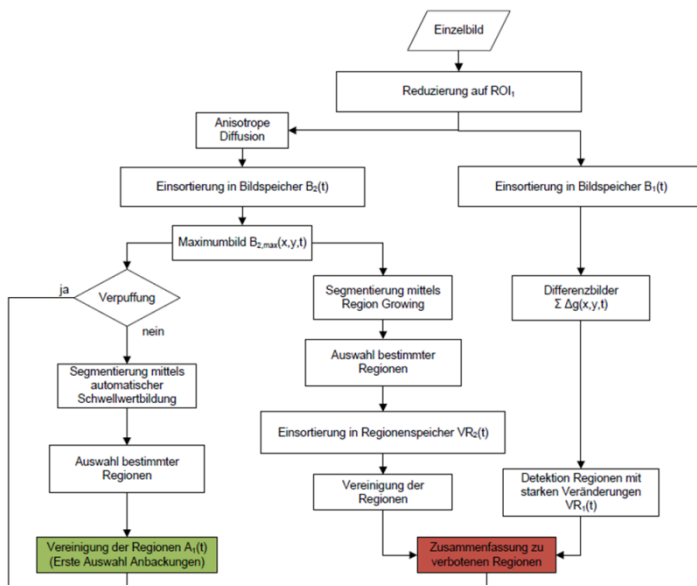 Einzelbild
Reduzierung auf ROI₁
Anisotrope
Diffusion
Einsortierung in Bildspeicher B₂(t)
Einsortierung in Bildspeicher B₁(t)
Maximumbild B₂,max(x,y,t)
ja
Verpuffung
nein
Segmentierung mittels
Region Growing
Differenzbilder
Σ Δg(x,y,t)
Segmentierung mittels
automatischer
Schwellwertbildung
Auswahl bestimmter
Regionen
Einsortierung in Regionenspeicher VR₂(t)
Auswahl bestimmter
Regionen
Vereinigung der
Regionen
Detektion Regionen mit
starken Veränderungen
VR₁(t)
Vereinigung der Regionen A₁(t)
(Erste Auswahl Anbackungen)
Zusammenfassung zu
verbotenen Regionen